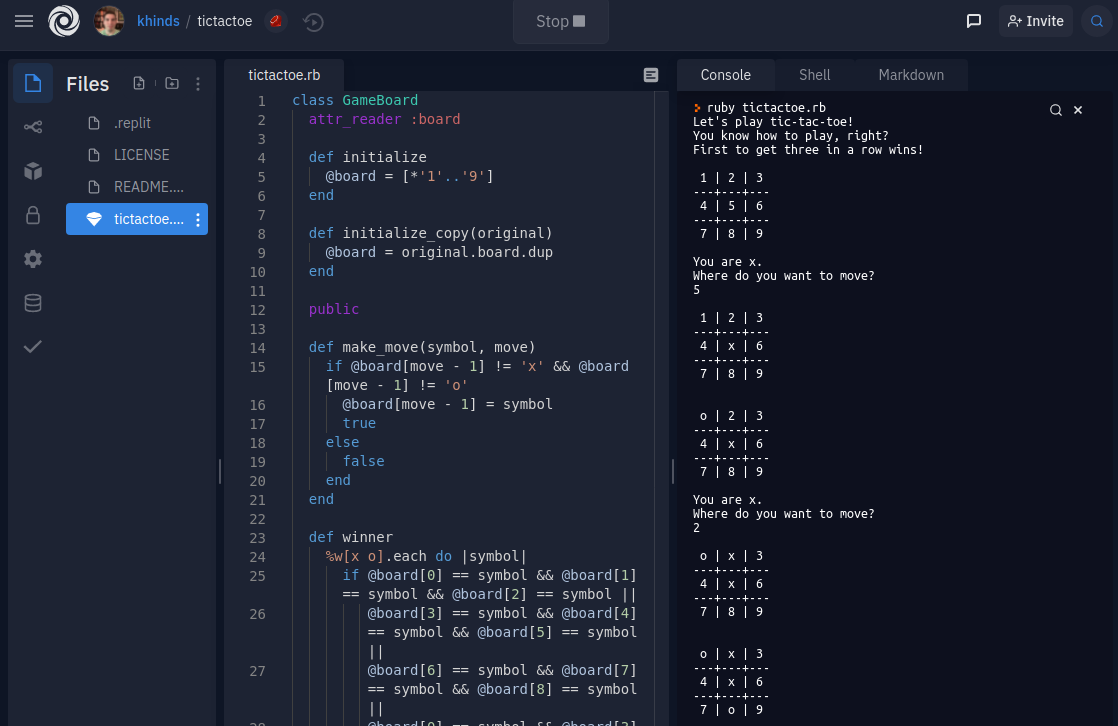 khinds / tictactoe
Stop
Invite
Files
.replit
LICENSE
README....
tictactoe....
tictactoe.rb
1 class GameBoard
2 attr_reader :board
3
4 def initialize
5 @board = [*'1'..'9']
6 end
7
8 def initialize_copy(original)
9 @board = original.board.dup
10 end
11
12 public
13
14 def make_move(symbol, move)
15 if @board[move - 1] != 'x' && @board
[move - 1] != 'o'
16 @board[move - 1] = symbol
17 true
18 else
19 false
20 end
21 end
22
23 def winner
24 %w[x o].each do |symbol|
25 if @board[0] == symbol && @board[1]
== symbol && @board[2] == symbol ||
26 @board[3] == symbol && @board[4]
== symbol && @board[5] == symbol
||
27 @board[6] == symbol && @board[7]
== symbol && @board[8] == symbol
||
28 @board[0] == symbol && @board[3]
Console Shell Markdown
ruby tictactoe.rb
Let's play tic-tac-toe!
You know how to play, right?
First to get three in a row wins!
1 | 2 | 3
---+---+---
4 | 5 | 6
---+---+---
7 | 8 | 9
You are x.
Where do you want to move?
5
1 | 2 | 3
---+---+---
4 | x | 6
---+---+---
7 | 8 | 9
o | 2 | 3
---+---+---
4 | x | 6
---+---+---
7 | 8 | 9
You are x.
Where do you want to move?
2
o | x | 3
---+---+---
4 | x | 6
---+---+---
7 | 8 | 9
o | x | 3
---+---+---
4 | x | 6
---+---+---
7 | o | 9